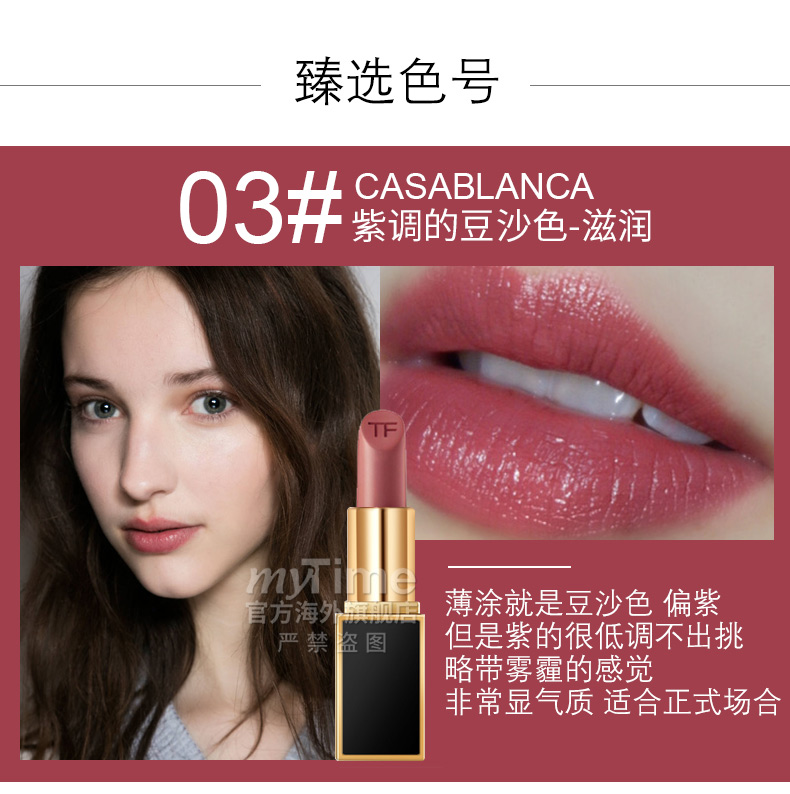 臻选色号
03# CASABLANCA
紫调的豆沙色-滋润
TF
myTime
官方海外旗舰店
严禁盗图
薄涂就是豆沙色 偏紫
但是紫的很低调不出挑
略带雾霾的感觉
非常显气质 适合正式场合